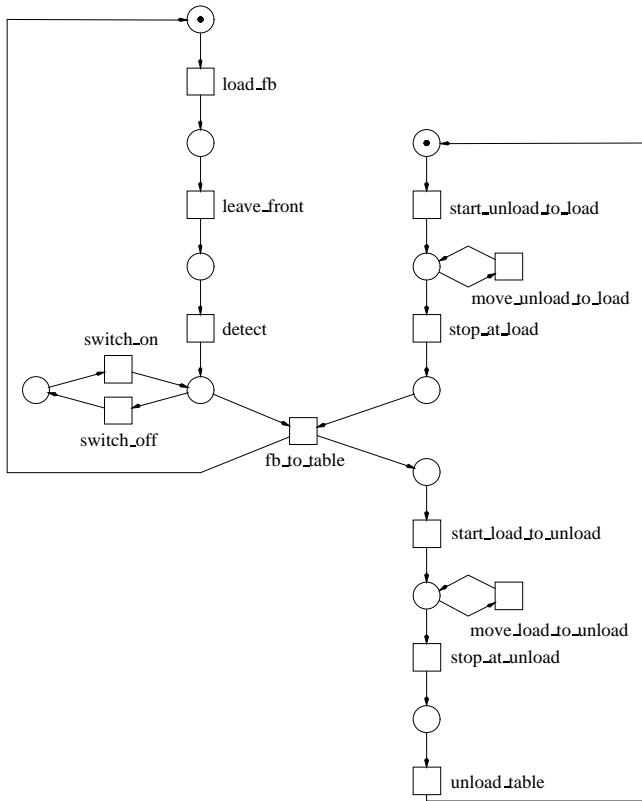 load_fb
leave_front
start_unload_to_load
move_unload_to_load
detect
stop_at_load
switch_on
switch_off
fb_to_table
start_load_to_unload
move_load_to_unload
stop_at_unload
unload_table